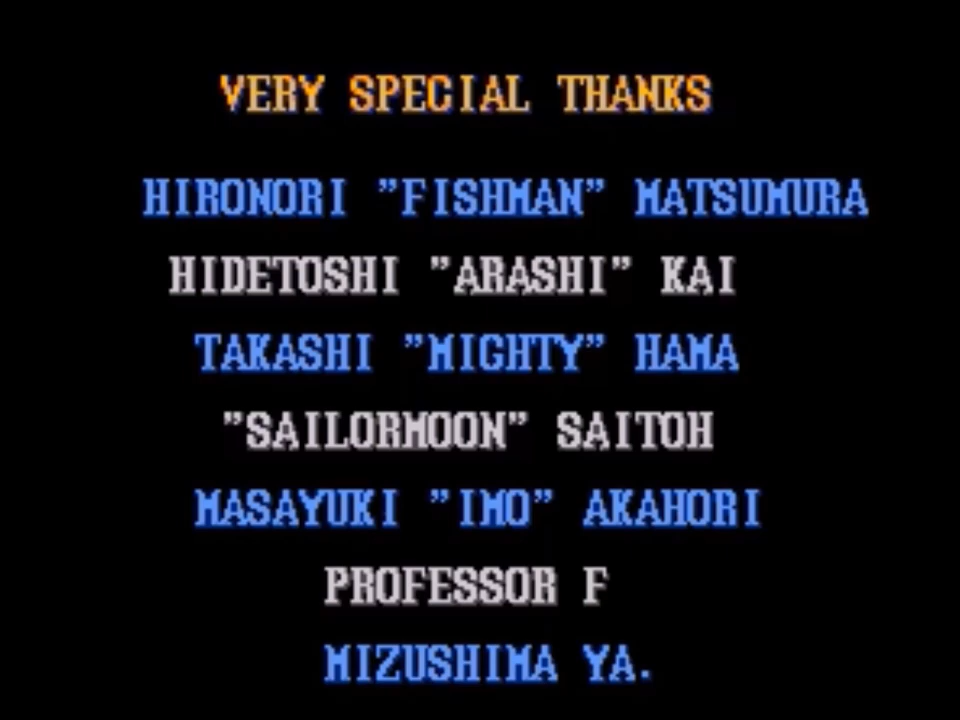 VERY SPECIAL THANKS
HIRONORI "FISHMAN" MATSUMURA
HIDETOSHI "ARASHI" KAI
TAKASHI "MIGHTY" HAMA
"SAILORMOON" SAITOH
MASAYUKI "IMO" AKAHORI
PROFESSOR F
MIZUSHIMA YA.